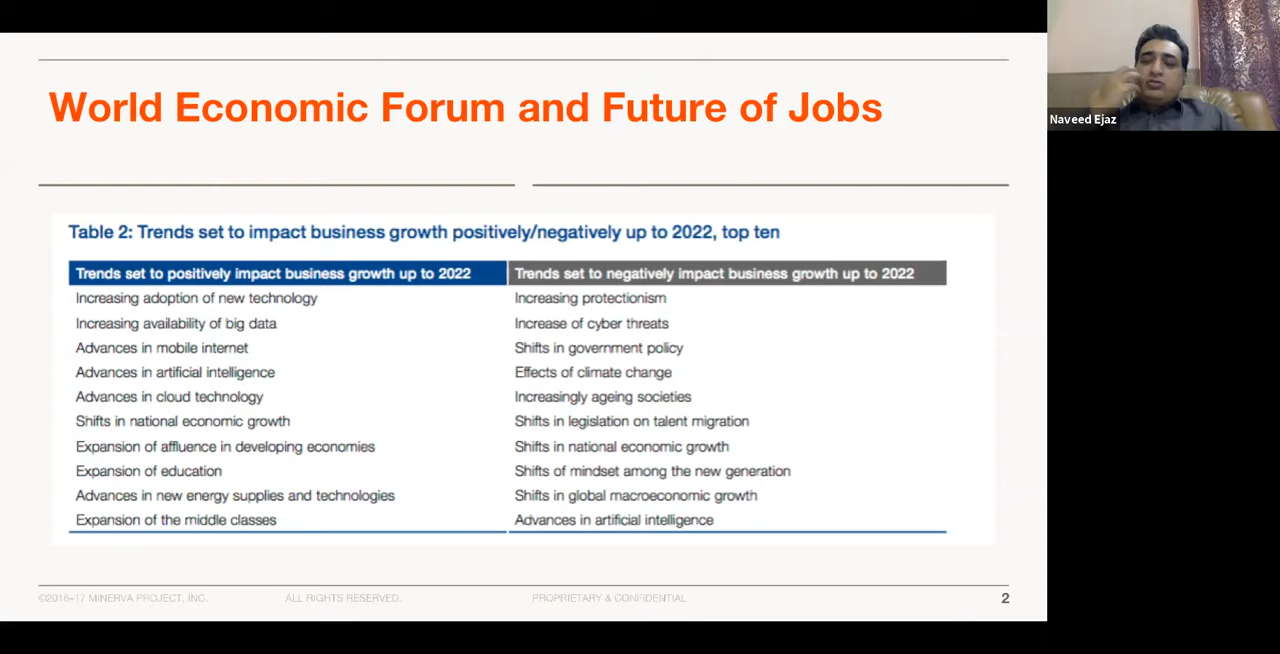 World Economic Forum and Future of Jobs
Naveed Ejaz
Table 2: Trends set to impact business growth positively/negatively up to 2022, top ten
Trends set to positively impact business growth up to 2022
Trends set to negatively impact business growth up to 2022
Increasing adoption of new technology
Increasing protectionism
Increasing availability of big data
Increase of cyber threats
Advances in mobile internet
Shifts in government policy
Advances in artificial intelligence
Effects of climate change
Advances in cloud technology
Increasingly ageing societies
Shifts in national economic growth
Shifts in legislation on talent migration
Expansion of affluence in developing economies
Shifts in national economic growth
Expansion of education
Shifts of mindset among the new generation
Advances in new energy supplies and technologies
Shifts in global macroeconomic growth
Expansion of the middle classes
Advances in artificial intelligence
©2016–17 MINERVA PROJECT, INC.
ALL RIGHTS RESERVED.
PROPRIETARY & CONFIDENTIAL
2